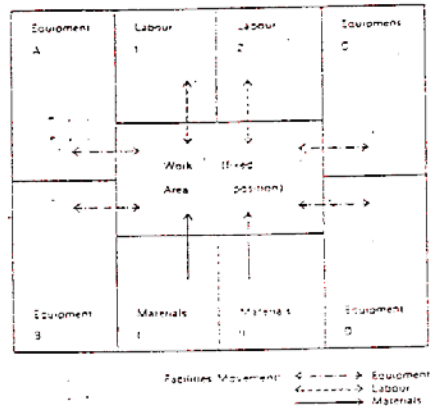 Equipment
A
Labour
1
Labour
2
Equipment
C
Work (fixed
Area position)
Equipment
B
Materials
I
Materials
II
Equipment
D
Facilities Movement: Equipment
Labour
Materials